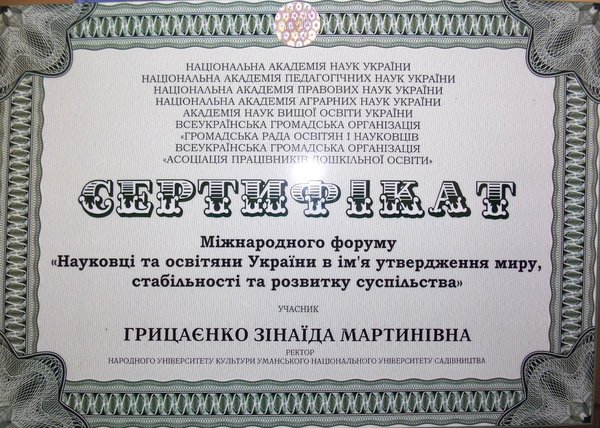 НАЦІОНАЛЬНА АКАДЕМІЯ НАУК УКРАЇНИ
НАЦІОНАЛЬНА АКАДЕМІЯ ПЕДАГОГІЧНИХ НАУК УКРАЇНИ
НАЦІОНАЛЬНА АКАДЕМІЯ ПРАВОВИХ НАУК УКРАЇНИ
НАЦІОНАЛЬНА АКАДЕМІЯ АГРАРНИХ НАУК УКРАЇНИ
АКАДЕМІЯ НАУК ВИЩОЇ ОСВІТИ УКРАЇНИ
ВСЕУКРАЇНСЬКА ГРОМАДСЬКА ОРГАНІЗАЦІЯ
«ГРОМАДСЬКА РАДА ОСВІТЯН І НАУКОВЦІВ
ВСЕУКРАЇНСЬКА ГРОМАДСЬКА ОРГАНІЗАЦІЯ
«АСОЦІАЦІЯ ПРАЦІВНИКІВ ДОШКІЛЬНОЇ ОСВІТИ»
СЕРТИФІКАТ
Міжнародного форуму
«Науковці та освітяни України в ім'я утвердження миру,
стабільності та розвитку суспільства»
УЧАСНИК
ГРИЦАЄНКО ЗІНАЇДА МАРТИНІВНА
РЕКТОР
НАРОДНОГО УНІВЕРСИТЕТУ КУЛЬТУРИ УМАНСЬКОГО НАЦІОНАЛЬНОГО УНІВЕРСИТЕТУ САДІВНИЦТВА